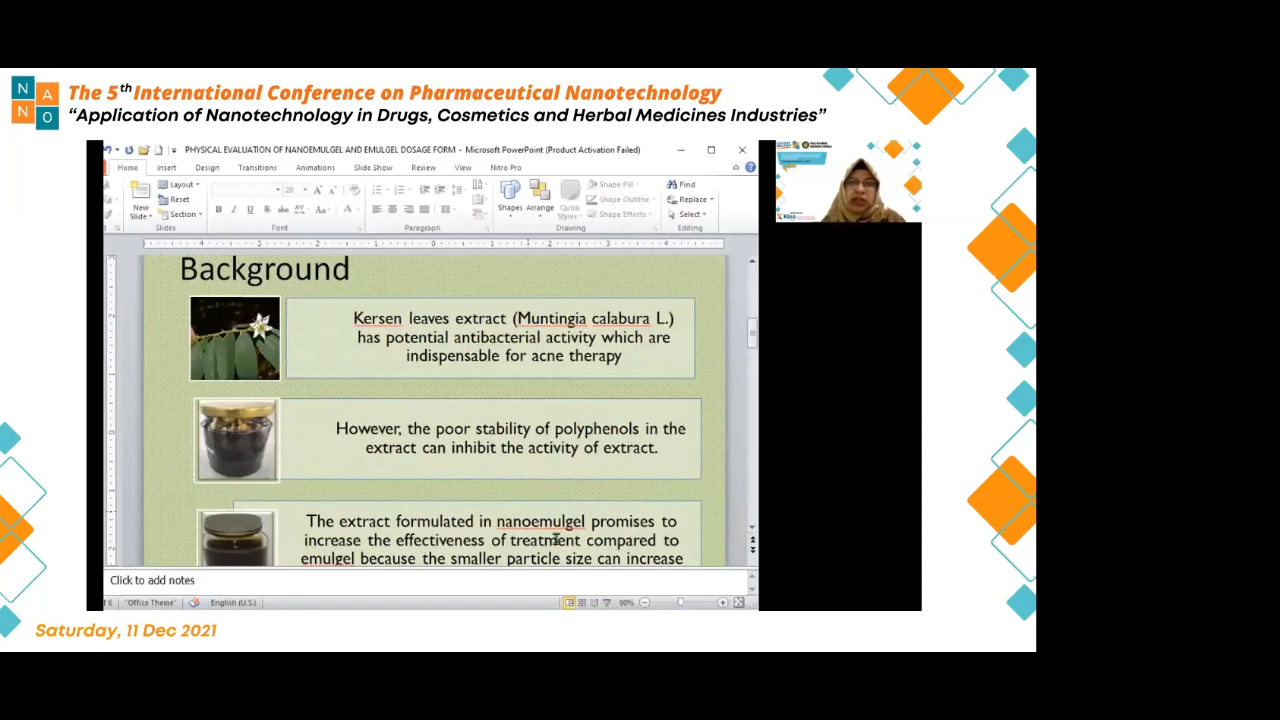 N A N O
The 5th International Conference on Pharmaceutical Nanotechnology
“Application of Nanotechnology in Drugs, Cosmetics and Herbal Medicines Industries”
PHYSICAL EVALUATION OF NANOEMULGEL AND EMULGEL DOSAGE FORM - Microsoft PowerPoint (Product Activation Failed)
Home Insert Design Transitions Animations Slide Show Review View Nitro Pro
New Slide
Layout
Reset
Section
20
Shapes Arrange Quick Styles
Shape Fill
Shape Outline
Shape Effects
Find
Replace
Select
Slides Font Paragraph Drawing Editing
Background
Kersen leaves extract (Muntingia calabura L.)
has potential antibacterial activity which are
indispensable for acne therapy
However, the poor stability of polyphenols in the
extract can inhibit the activity of extract.
The extract formulated in nanoemulgel promises to
increase the effectiveness of treatment compared to
emulgel because the smaller particle size can increase
Click to add notes
f 6 "Office Theme" English (U.S.) 90%
Saturday, 11 Dec 2021